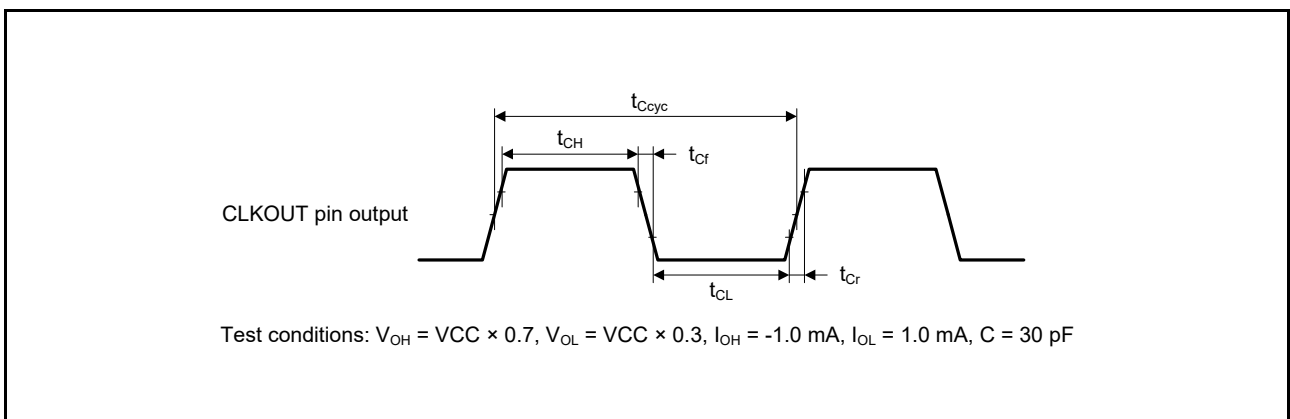 tCcyc
tCH
tCf
CLKOUT pin output
tCL
tCr
Test conditions: VOH = VCC × 0.7, VOL = VCC × 0.3, IOH = -1.0 mA, IOL = 1.0 mA, C = 30 pF